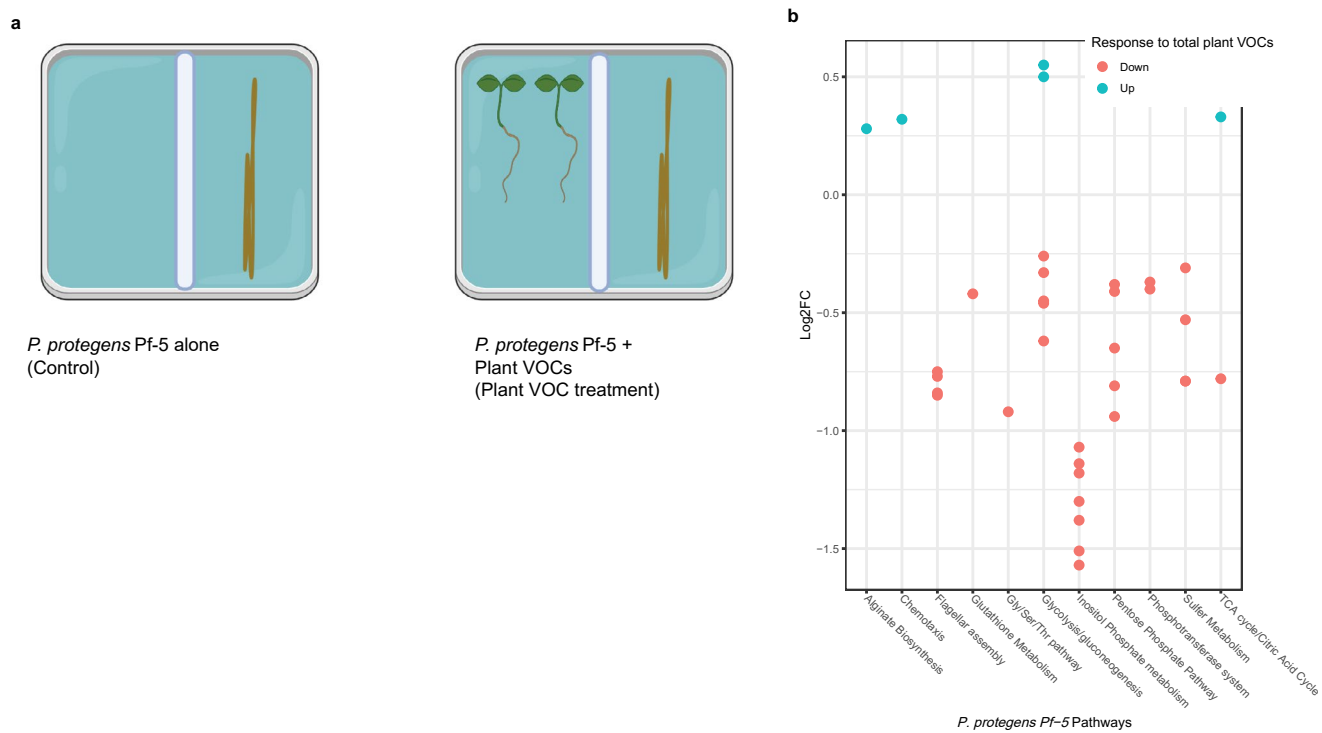 a
P. protegens Pf-5 alone
(Control)
P. protegens Pf-5 +
Plant VOCs
(Plant VOC treatment)
b
Response to total plant VOCs
Down
Up
Log2FC
0.5
0.0
−0.5
−1.0
−1.5
Alginate Biosynthesis
Chemotaxis
Flagellar assembly
Glutathione Metabolism
Gly/Ser/Thr pathway
Glycolysis/gluconeogenesis
Inositol Phosphate metabolism
Pentose Phosphate Pathway
Phosphotransferase system
Sulfer Metabolism
TCA cycle/Citric Acid Cycle
P. protegens Pf−5 Pathways